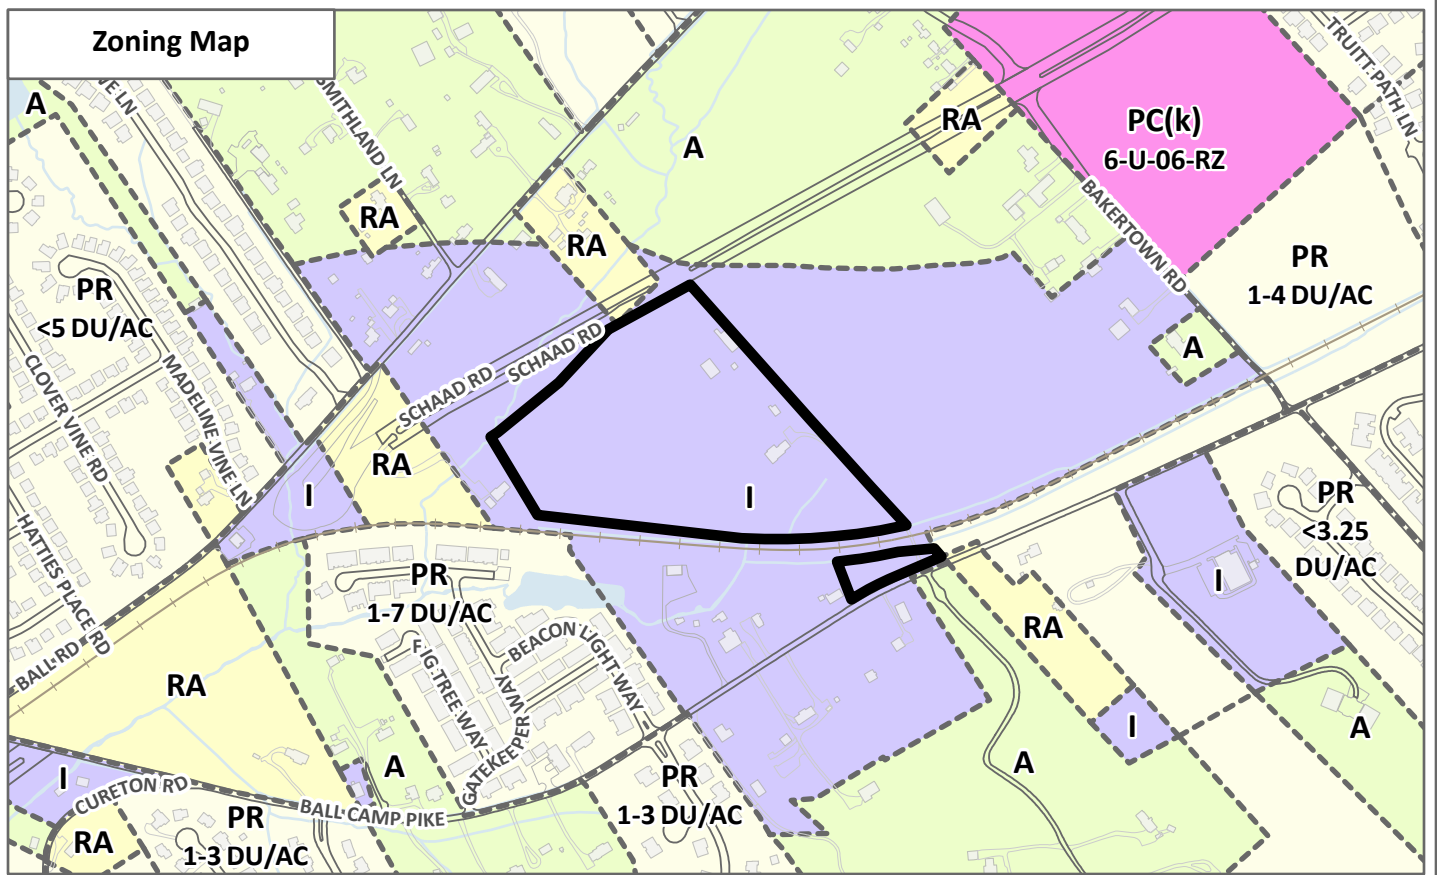 Zoning Map
TRUITT PATH LN
NE LN
SMITHLAND LN
A
RA
PC(k)
6-U-06-RZ
A
RA
RA
BAKERTOWN RD
PR
<5 DU/AC
PR
1-4 DU/AC
A
MADELINE VINE LN
CLOVER VINE RD
SCHAAD RD
SCHAAD RD
RA
I
I
PR
<3.25
DU/AC
HATTIES PLACE RD
BALL RD
PR
1-7 DU/AC
I
RA
BEACON LIGHT WAY
FIG TREE WAY
GATEKEEPER WAY
RA
I
A
A
A
I
CURETON RD
BALL CAMP PIKE
PR
1-3 DU/AC
PR
1-3 DU/AC
RA